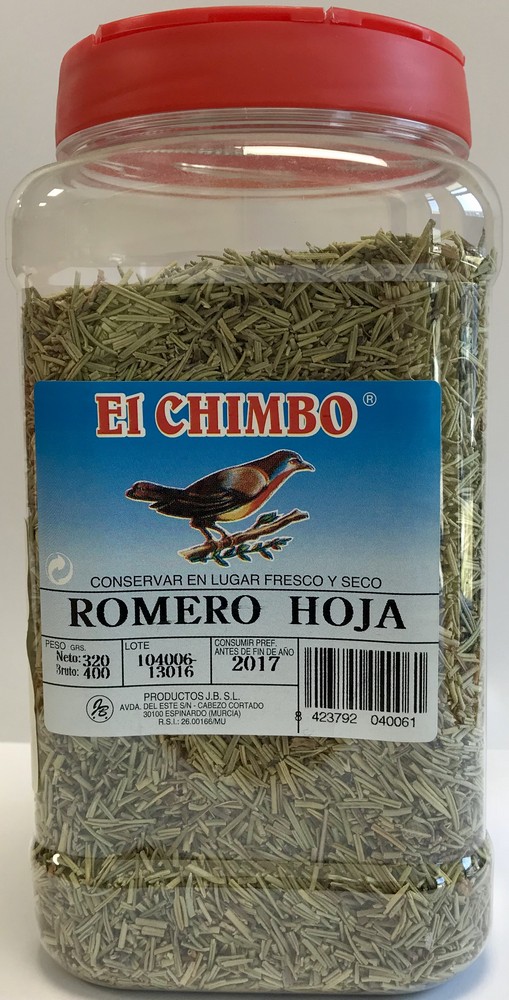 El CHIMBO ®
CONSERVAR EN LUGAR FRESCO Y SECO
ROMERO HOJA
PESO GRS.
Neto: 320
Bruto: 400
LOTE
104006-
13016
CONSUMIR PREF.
ANTES DE FIN DE AÑO
2017
J.B.
PRODUCTOS J.B. S.L.
AVDA. DEL ESTE S/N - CABEZO CORTADO
30100 ESPINARDO (MURCIA)
R.S.I.: 26.00166/MU
8 423792 040061